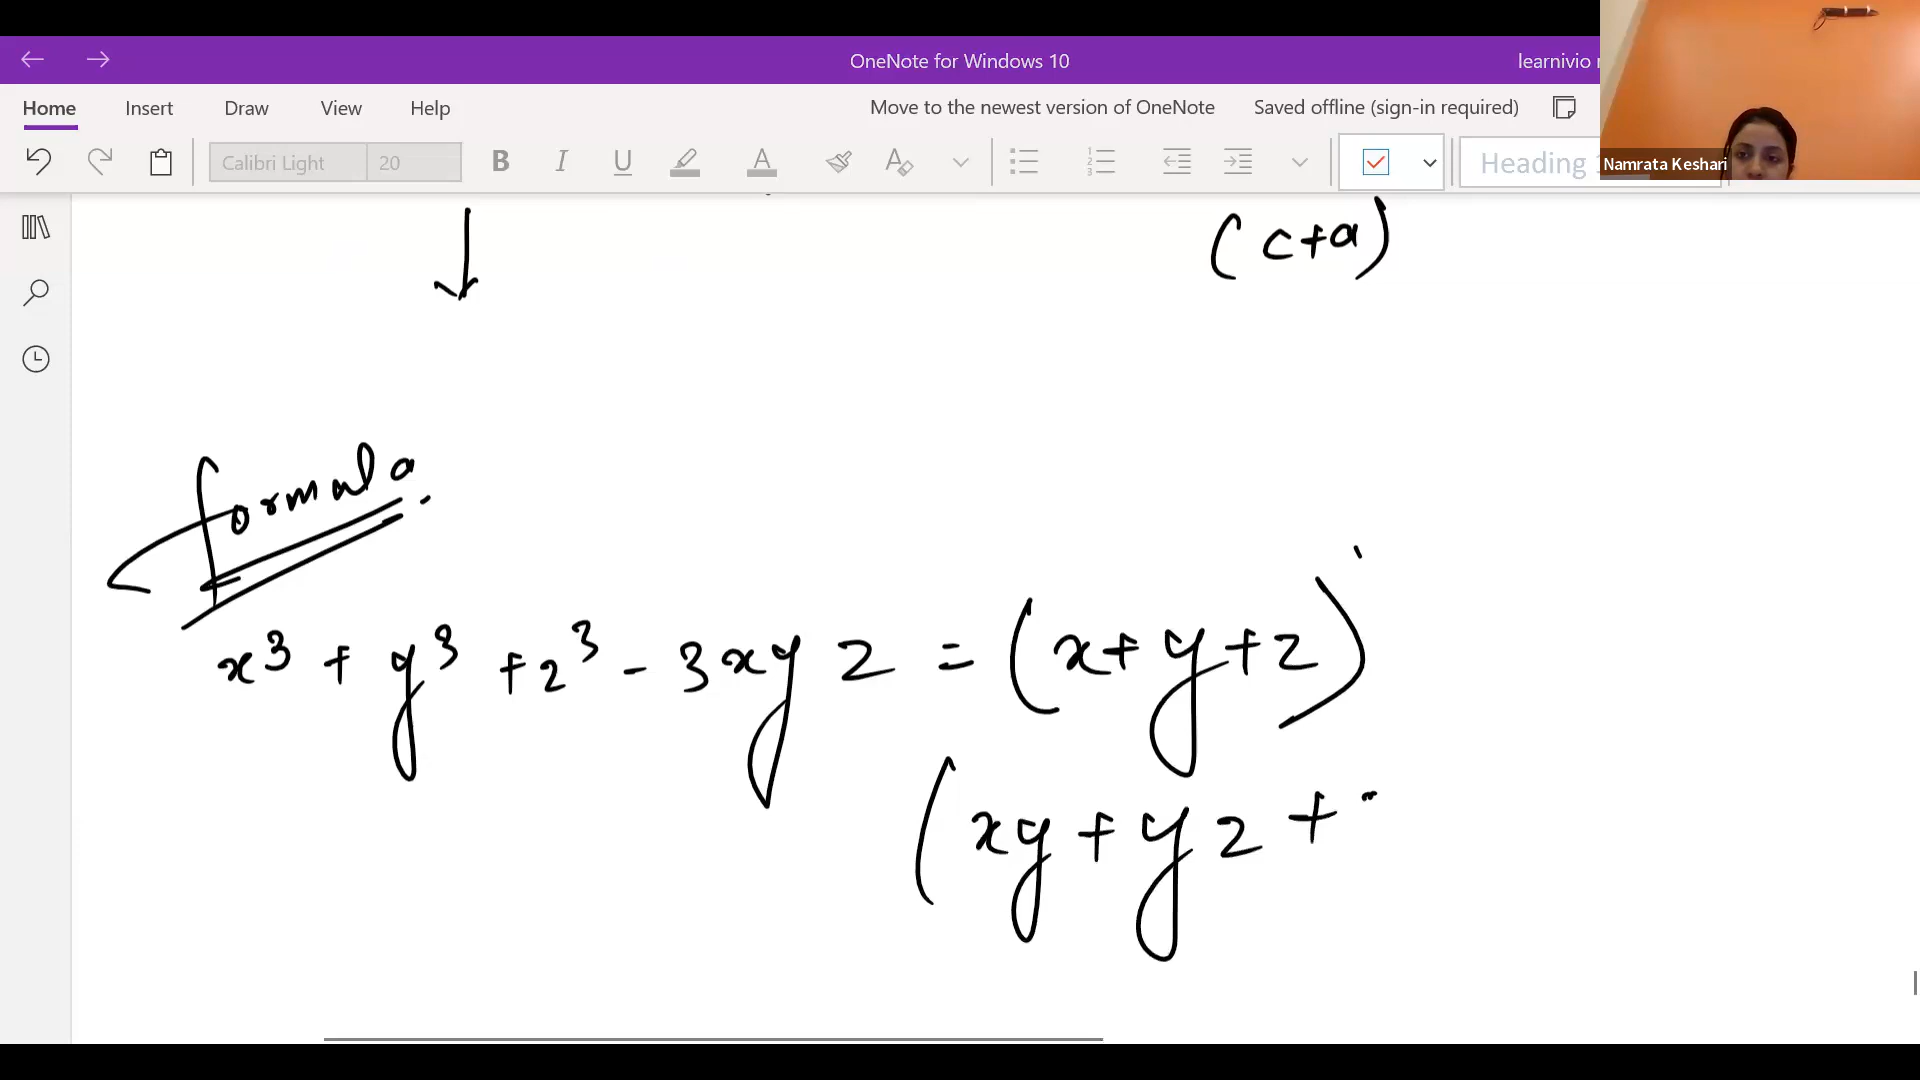 OneNote for Windows 10
learnivio
Home Insert Draw View Help
Move to the newest version of OneNote
Saved offline (sign-in required)
Calibri Light 20
B I U A A
Heading
Namrata Keshari
(c+a)
formula
x³ + y³ + z³ - 3xyz = (x+y+z)
(xy + yz +